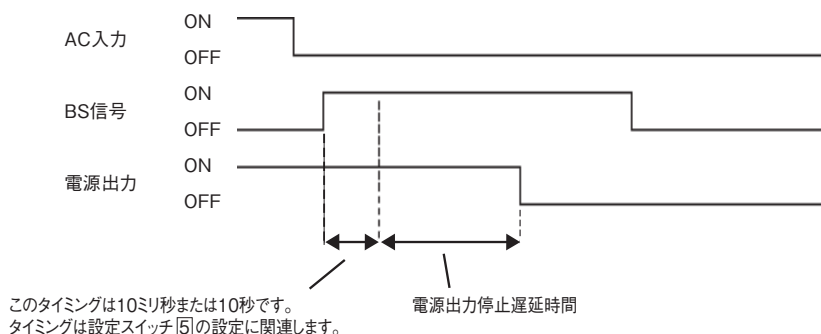 AC入力
ON
OFF
BS信号
ON
OFF
電源出力
ON
OFF
このタイミングは10ミリ秒または10秒です。
タイミングは設定スイッチ5の設定に関連します。
電源出力停止遅延時間